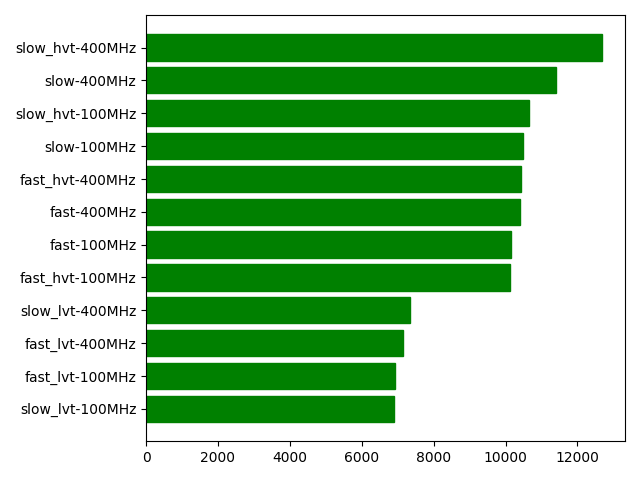 slow_hvt-400MHz
slow-400MHz
slow_hvt-100MHz
slow-100MHz
fast_hvt-400MHz
fast-400MHz
fast-100MHz
fast_hvt-100MHz
slow_lvt-400MHz
fast_lvt-400MHz
fast_lvt-100MHz
slow_lvt-100MHz
0 2000 4000 6000 8000 10000 12000